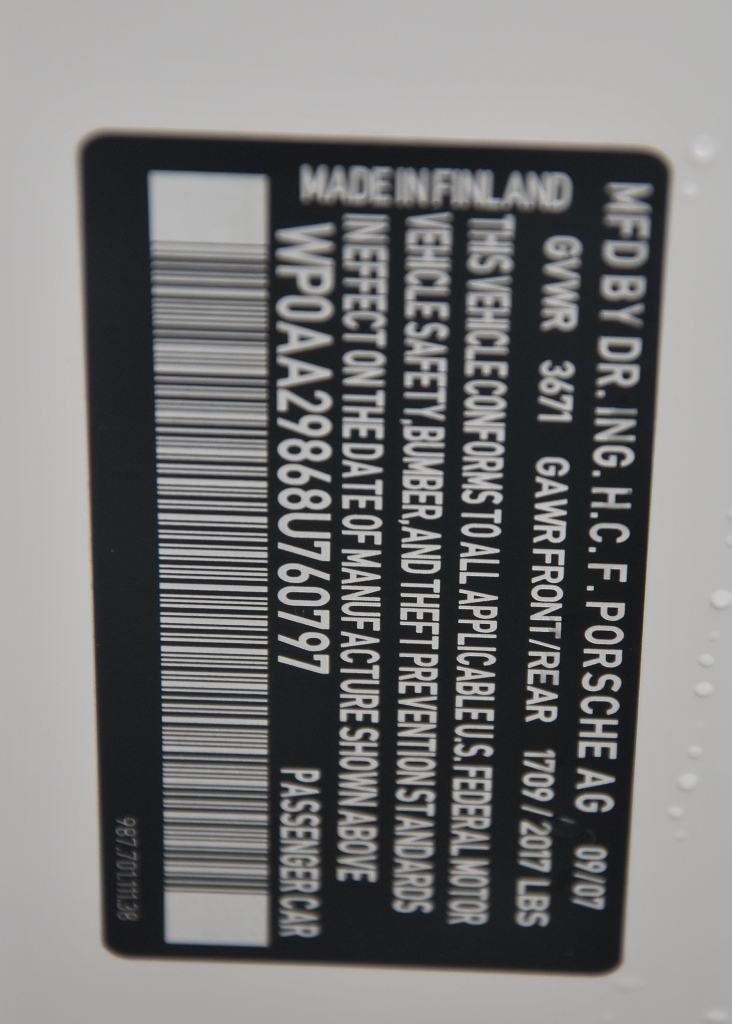 MFD BY DR. ING. H.C. F. PORSCHE AG 09/07
GVWR 3671 GAWR FRONT/REAR 1709 / 2017 LBS
THIS VEHICLE CONFORMS TO ALL APPLICABLE U.S. FEDERAL MOTOR
VEHICLE SAFETY, BUMBER, AND THEFT PREVENTION STANDARDS
IN EFFECT ON THE DATE OF MANUFACTURE SHOWN ABOVE
MADE IN FINLAND
WP0AA29868U760797 PASSENGER CAR
987.701.111.38